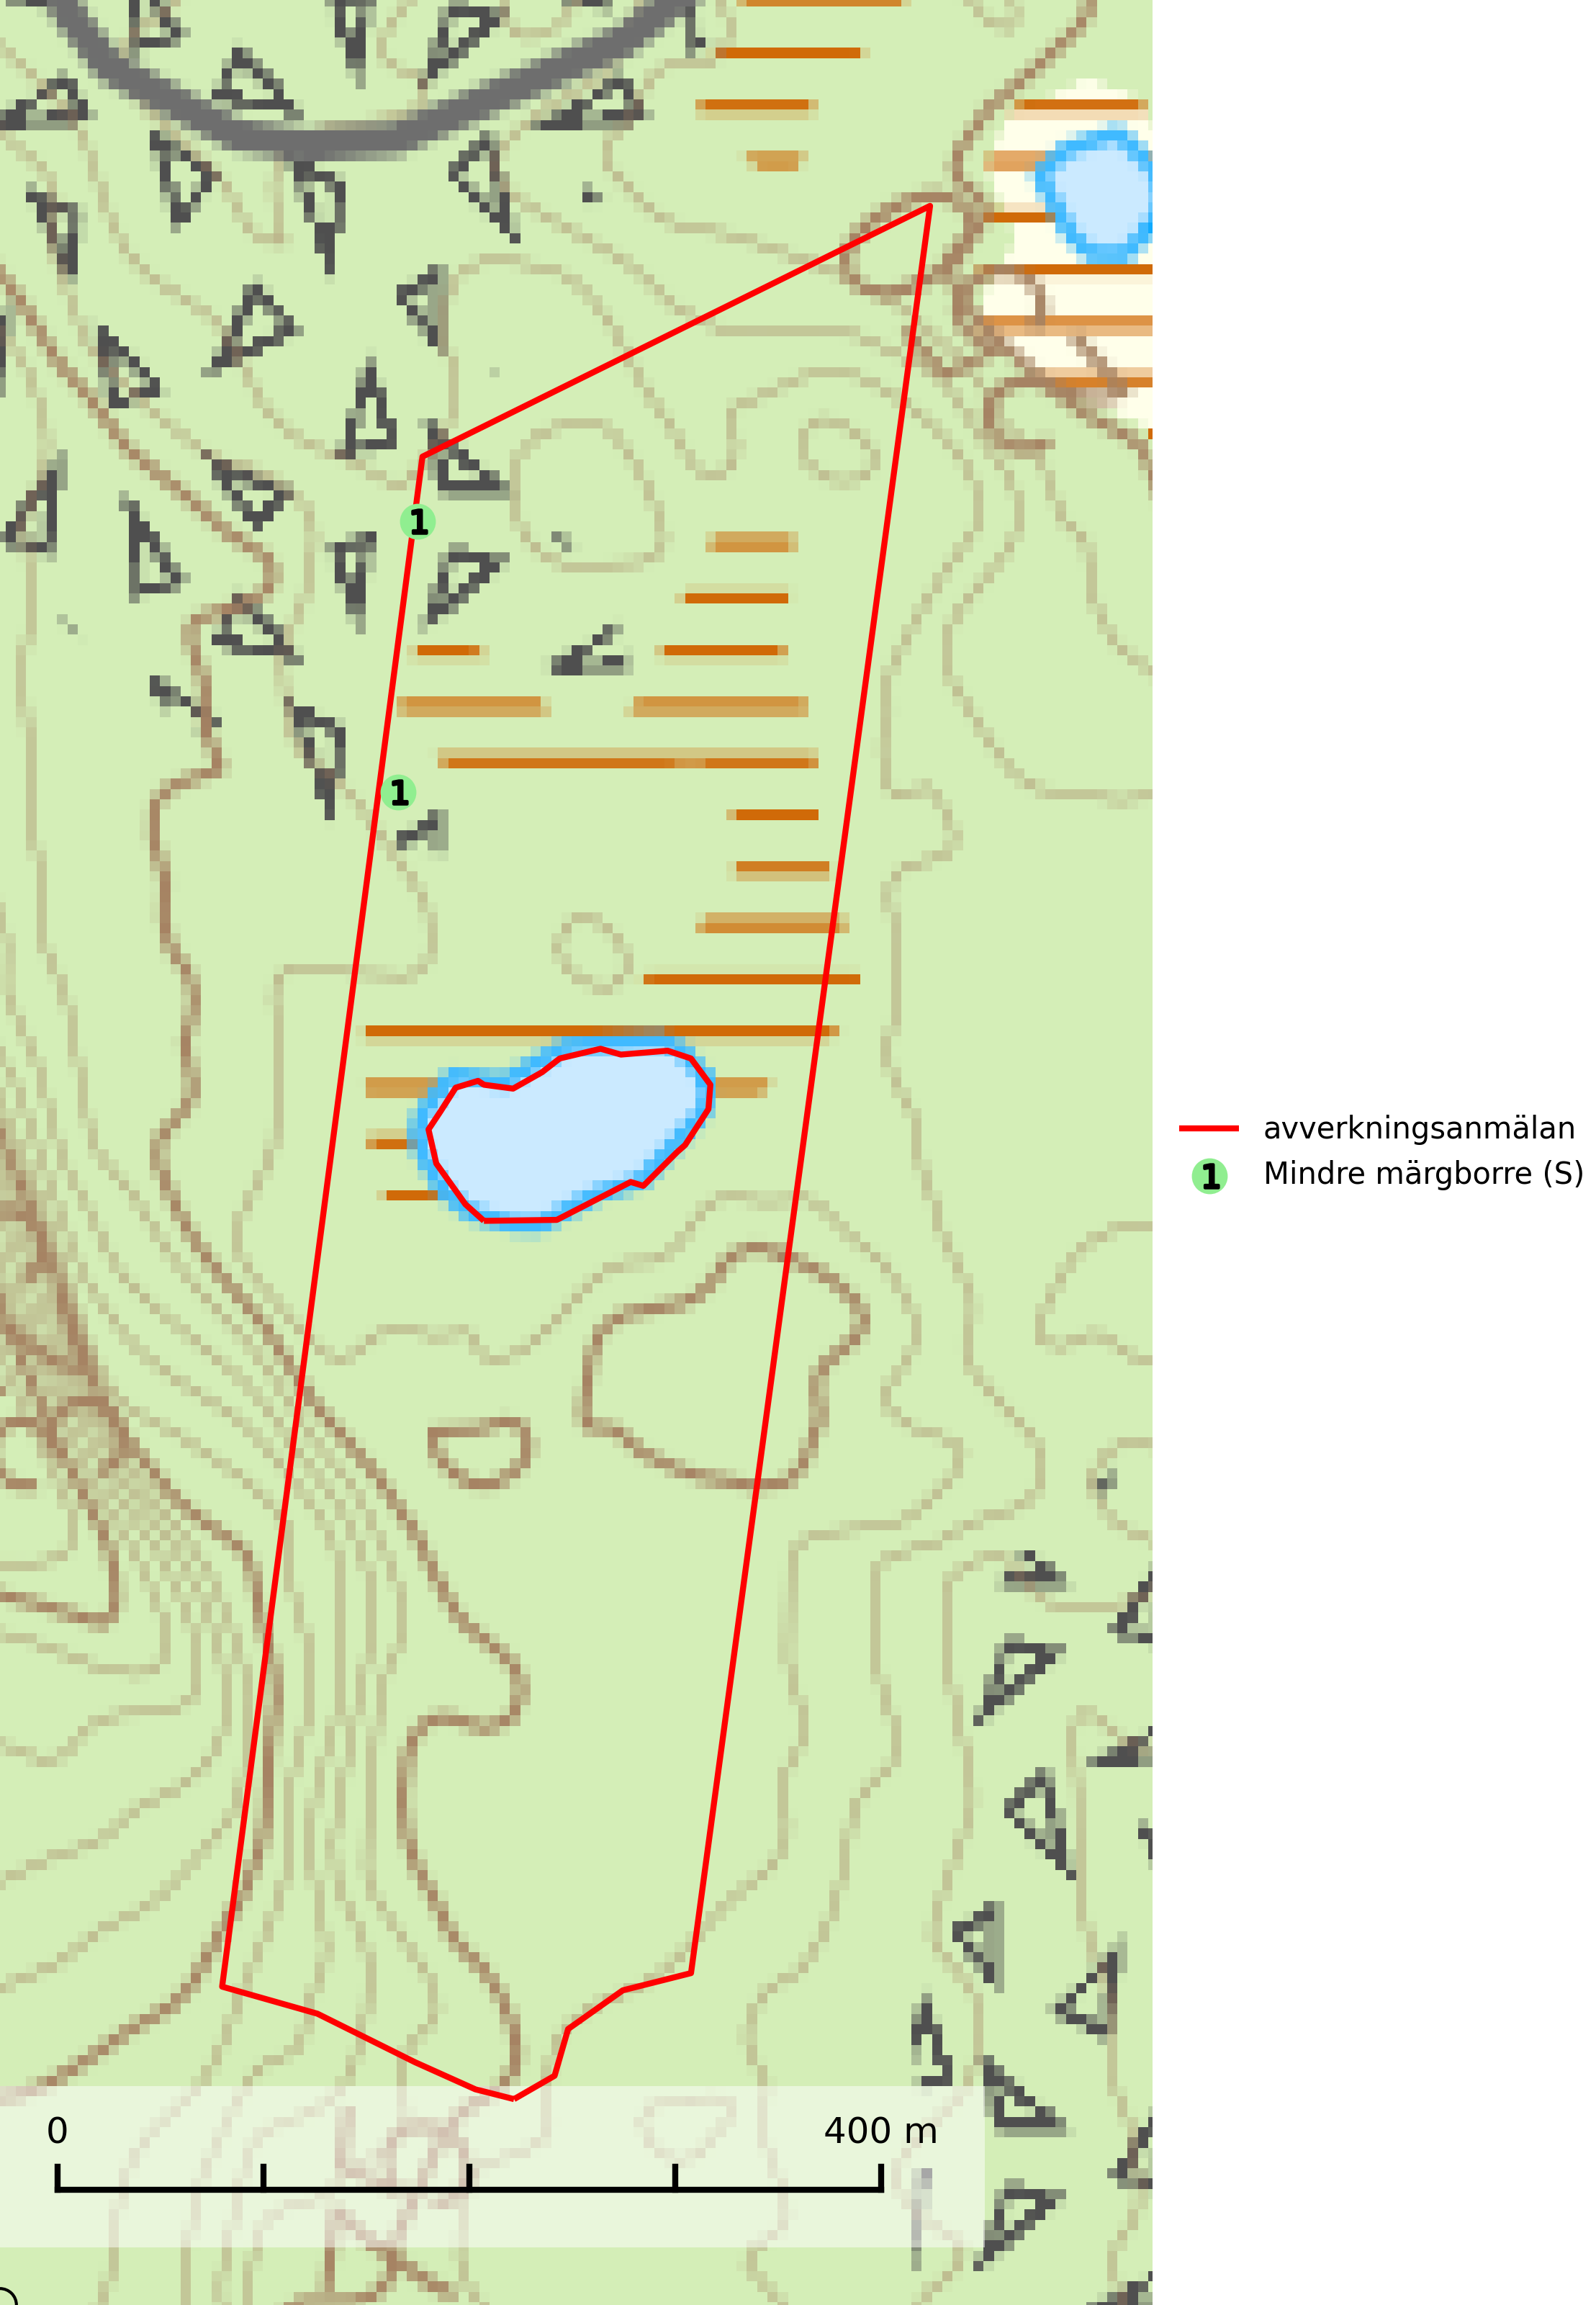 1
1
avverkningsanmälan
1 Mindre märgborre (S)
0 400 m